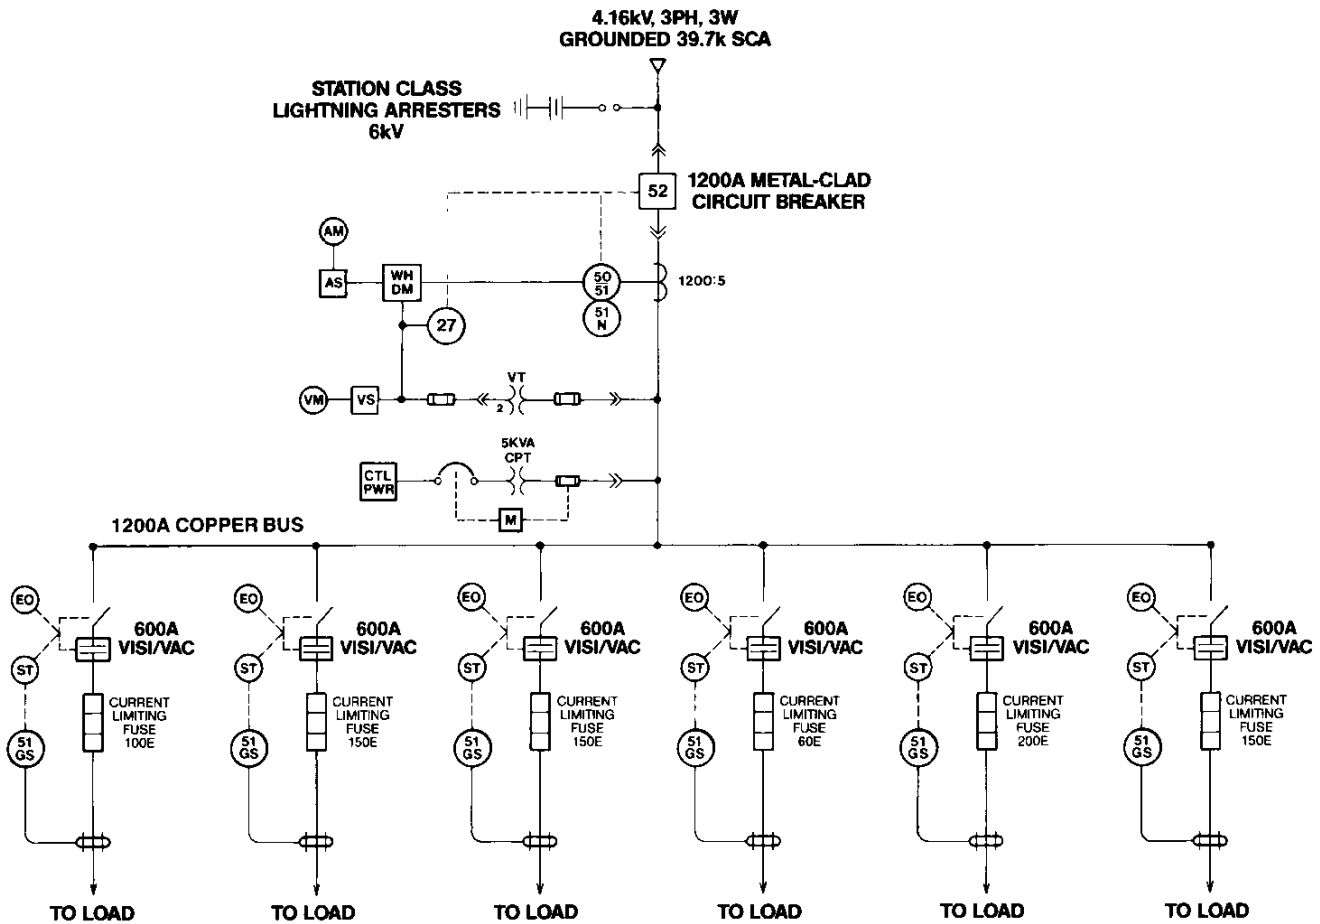 4.16kV, 3PH, 3W
GROUNDED 39.7k SCA
STATION CLASS
LIGHTNING ARRESTERS
6kV
52
1200A METAL-CLAD
CIRCUIT BREAKER
AM
AS
WH
DM
50
51
1200:5
51
N
27
VT
2
VM
VS
5KVA
CPT
CTL
PWR
M
1200A COPPER BUS
EO
600A
VISI/VAC
ST
CURRENT
LIMITING
FUSE
100E
51
GS
TO LOAD
EO
600A
VISI/VAC
ST
CURRENT
LIMITING
FUSE
150E
51
GS
TO LOAD
EO
600A
VISI/VAC
ST
CURRENT
LIMITING
FUSE
150E
51
GS
TO LOAD
EO
600A
VISI/VAC
ST
CURRENT
LIMITING
FUSE
60E
51
GS
TO LOAD
EO
600A
VISI/VAC
ST
CURRENT
LIMITING
FUSE
200E
51
GS
TO LOAD
EO
600A
VISI/VAC
ST
CURRENT
LIMITING
FUSE
150E
51
GS
TO LOAD